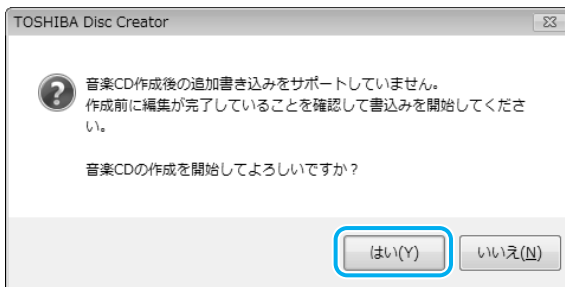 TOSHIBA Disc Creator
音楽CD作成後の追加書き込みをサポートしていません。
作成前に編集が完了していることを確認して書込みを開始してくださ
い。
音楽CDの作成を開始してよろしいですか？
はい(Y)
いいえ(N)